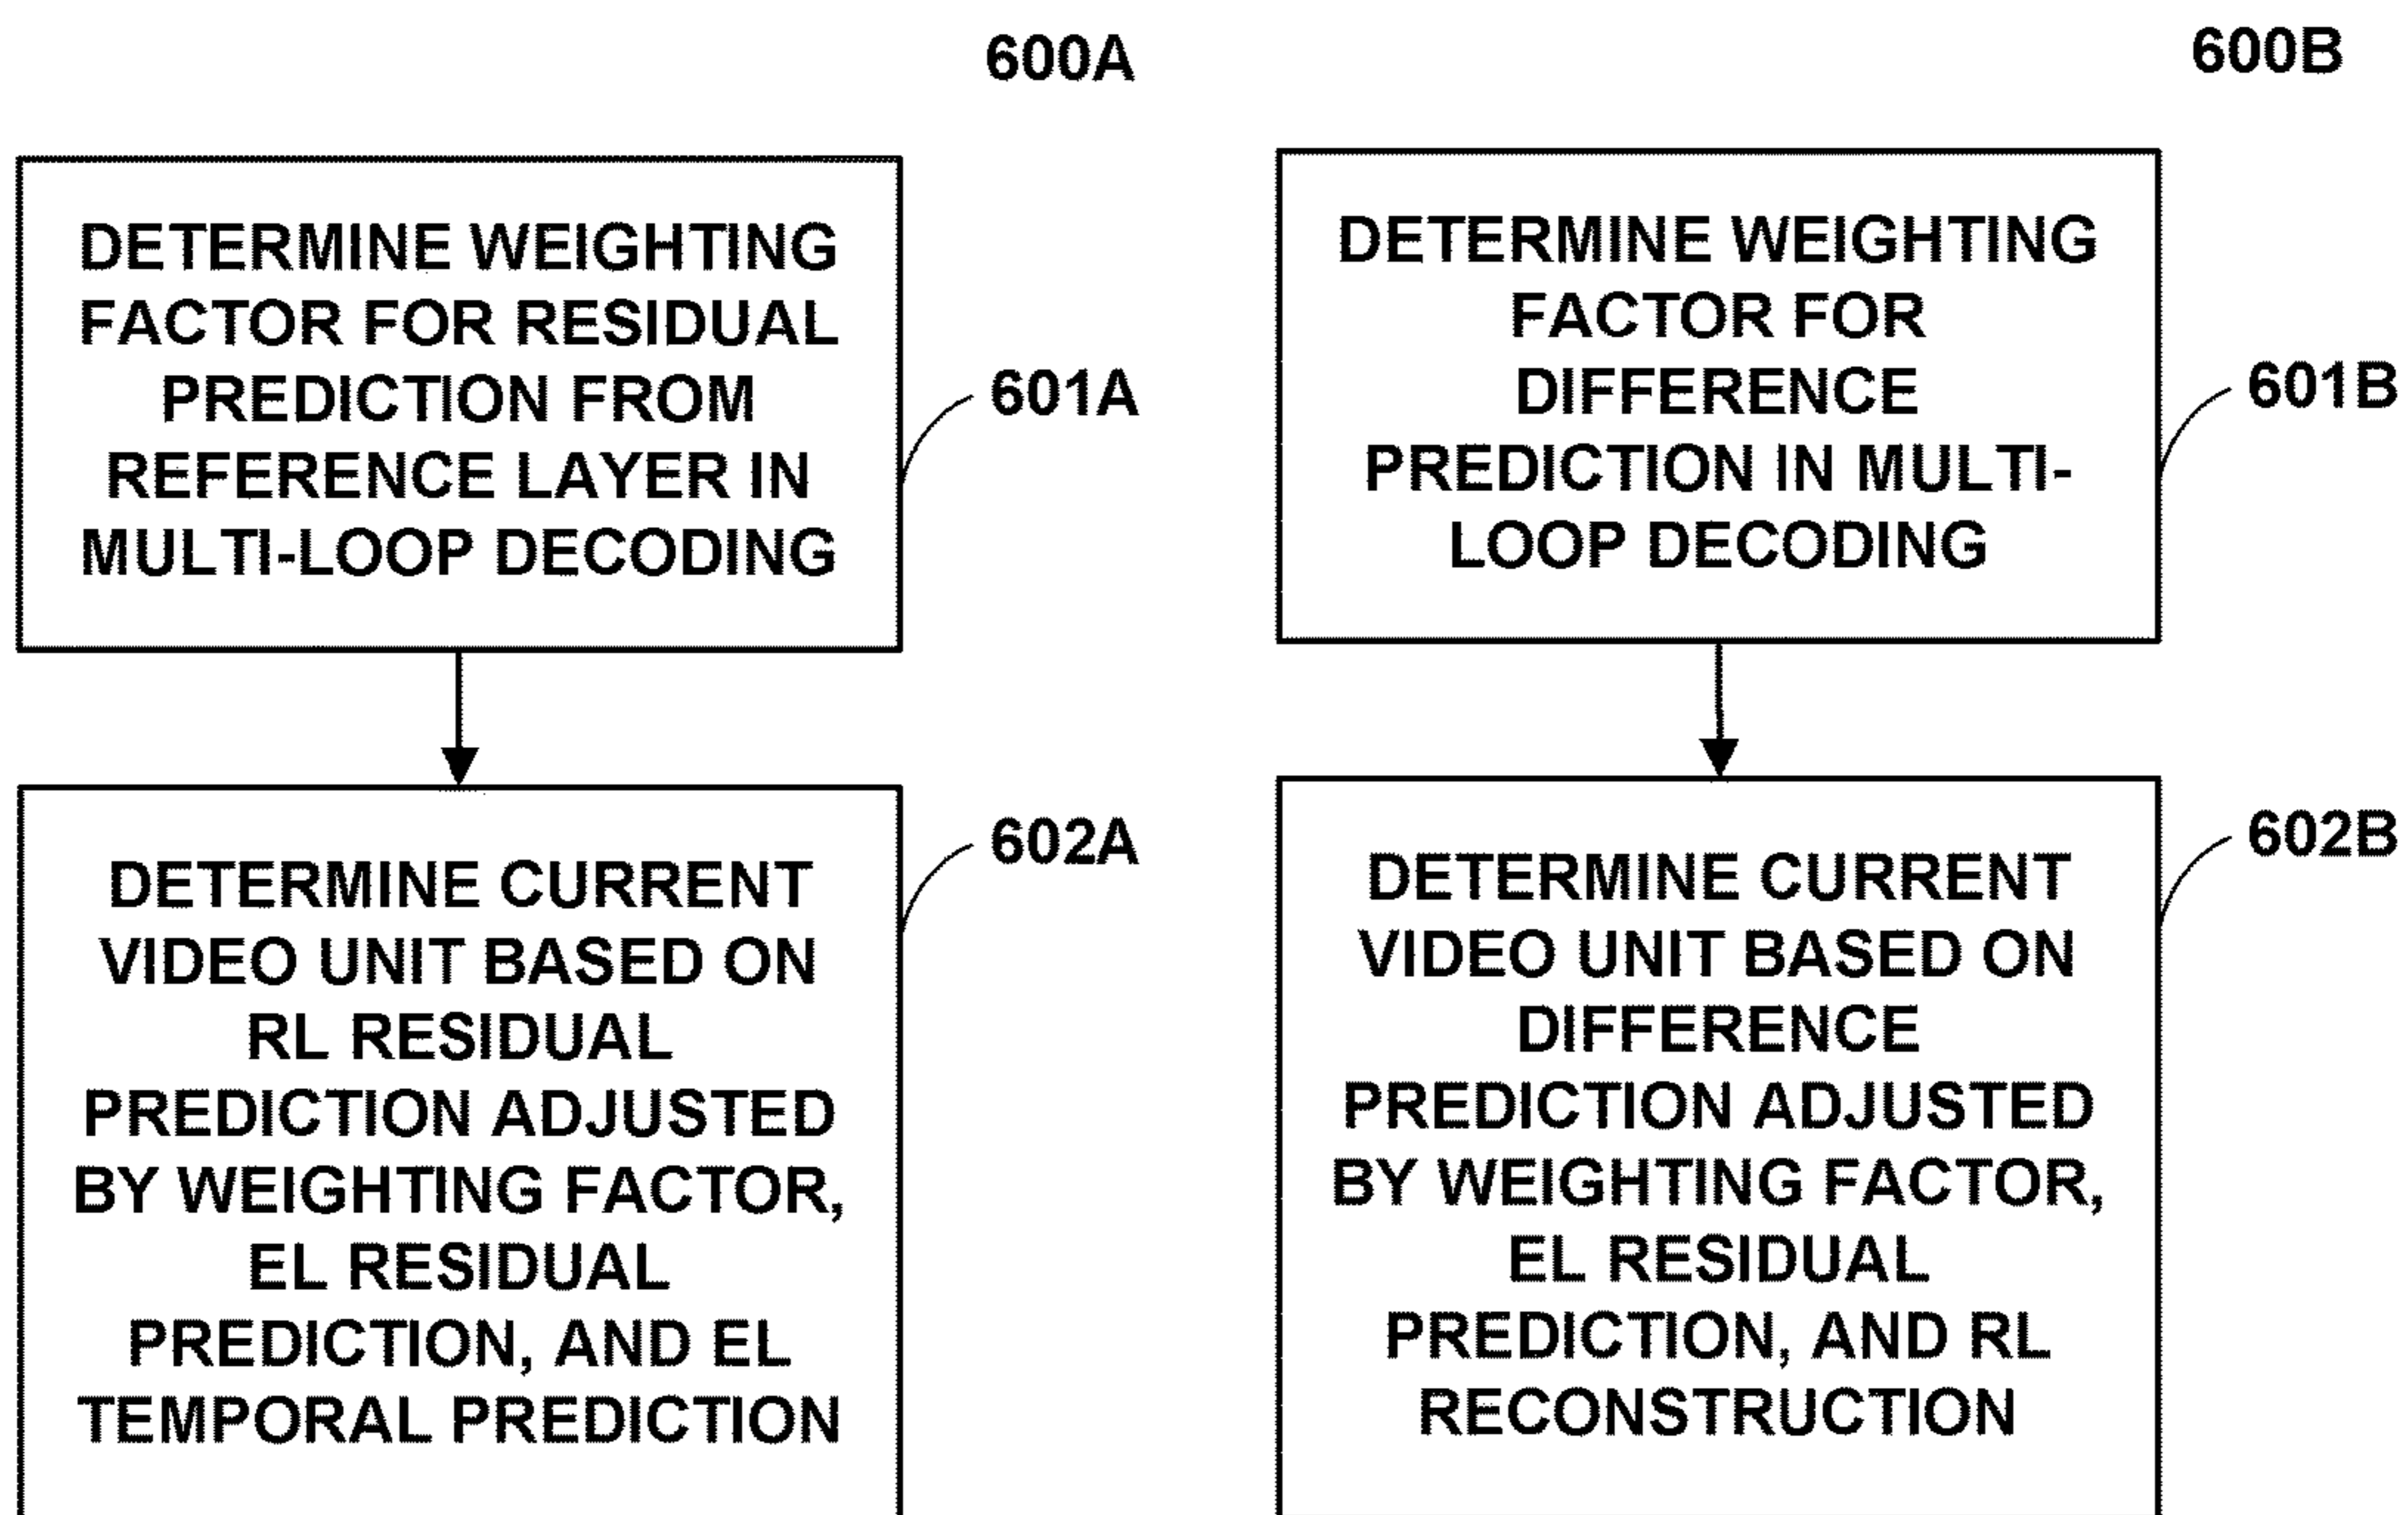 600A
DETERMINE WEIGHTING
FACTOR FOR RESIDUAL
PREDICTION FROM
REFERENCE LAYER IN
MULTI-LOOP DECODING
601A
DETERMINE CURRENT
VIDEO UNIT BASED ON
RL RESIDUAL
PREDICTION ADJUSTED
BY WEIGHTING FACTOR,
EL RESIDUAL
PREDICTION, AND EL
TEMPORAL PREDICTION
602A
600B
DETERMINE WEIGHTING
FACTOR FOR
DIFFERENCE
PREDICTION IN MULTI-
LOOP DECODING
601B
DETERMINE CURRENT
VIDEO UNIT BASED ON
DIFFERENCE
PREDICTION ADJUSTED
BY WEIGHTING FACTOR,
EL RESIDUAL
PREDICTION, AND RL
RECONSTRUCTION
602B